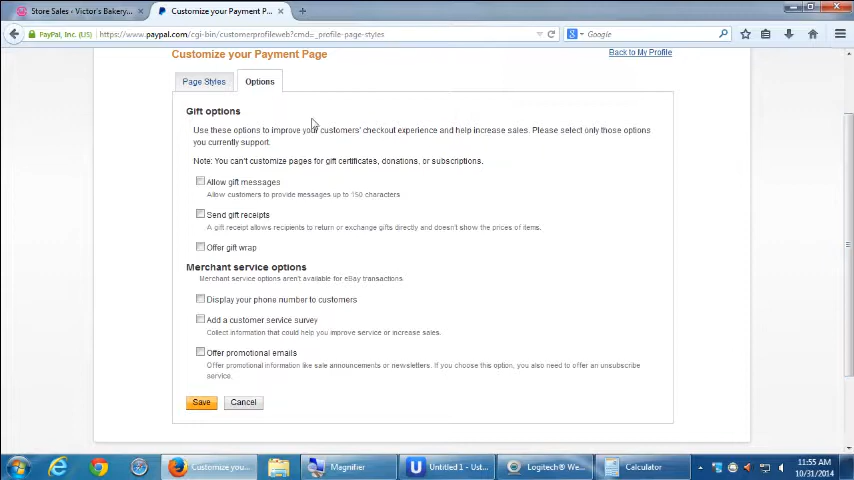 Store Sales ‹ Victor's Bakery...
Customize your Payment P...
PayPal, Inc. (US)
https://www.paypal.com/cgi-bin/customerprofileweb?cmd=_profile-page-styles
Google
Customize your Payment Page
Back to My Profile
Page Styles
Options
Gift options
Use these options to improve your customers' checkout experience and help increase sales. Please select only those options
you currently support.
Note: You can't customize pages for gift certificates, donations, or subscriptions.
Allow gift messages
Allow customers to provide messages up to 150 characters
Send gift receipts
A gift receipt allows recipients to return or exchange gifts directly and doesn't show the prices of items.
Offer gift wrap
Merchant service options
Merchant service options aren't available for eBay transactions.
Display your phone number to customers
Add a customer service survey
Collect information that could help you improve service or increase sales.
Offer promotional emails
Offer promotional information like sale announcements or newsletters. If you choose this option, you also need to offer an unsubscribe
service.
Save
Cancel
Customize you...
Magnifier
Untitled 1 - Ust...
Logitech® We...
Calculator
11:55 AM
10/31/2014